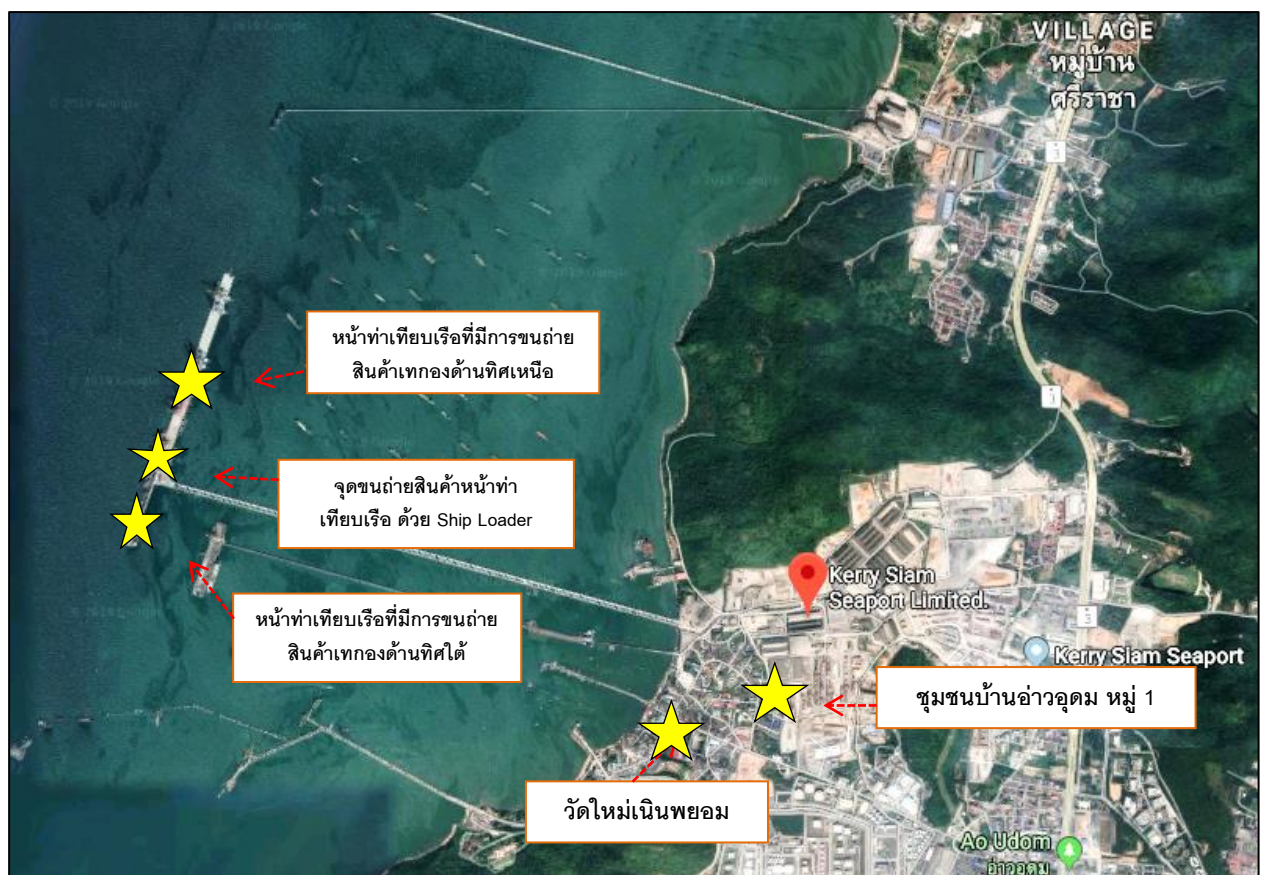 VILLAGE
หมู่บ้าน
ศรีราชา
3
หน้าท่าเทียบเรือที่มีการขนถ่าย
สินค้าเทกองด้านทิศเหนือ
3
จุดขนถ่ายสินค้าหน้าท่า
เทียบเรือ ด้วย Ship Loader
Kerry Siam
Seaport Limited.
หน้าท่าเทียบเรือที่มีการขนถ่าย
สินค้าเทกองด้านทิศใต้
3
Kerry Siam Seaport
ชุมชนบ้านอ่าวอุดม หมู่ 1
วัดใหม่เนินพยอม
Ao Udom
อ่าวอุดม